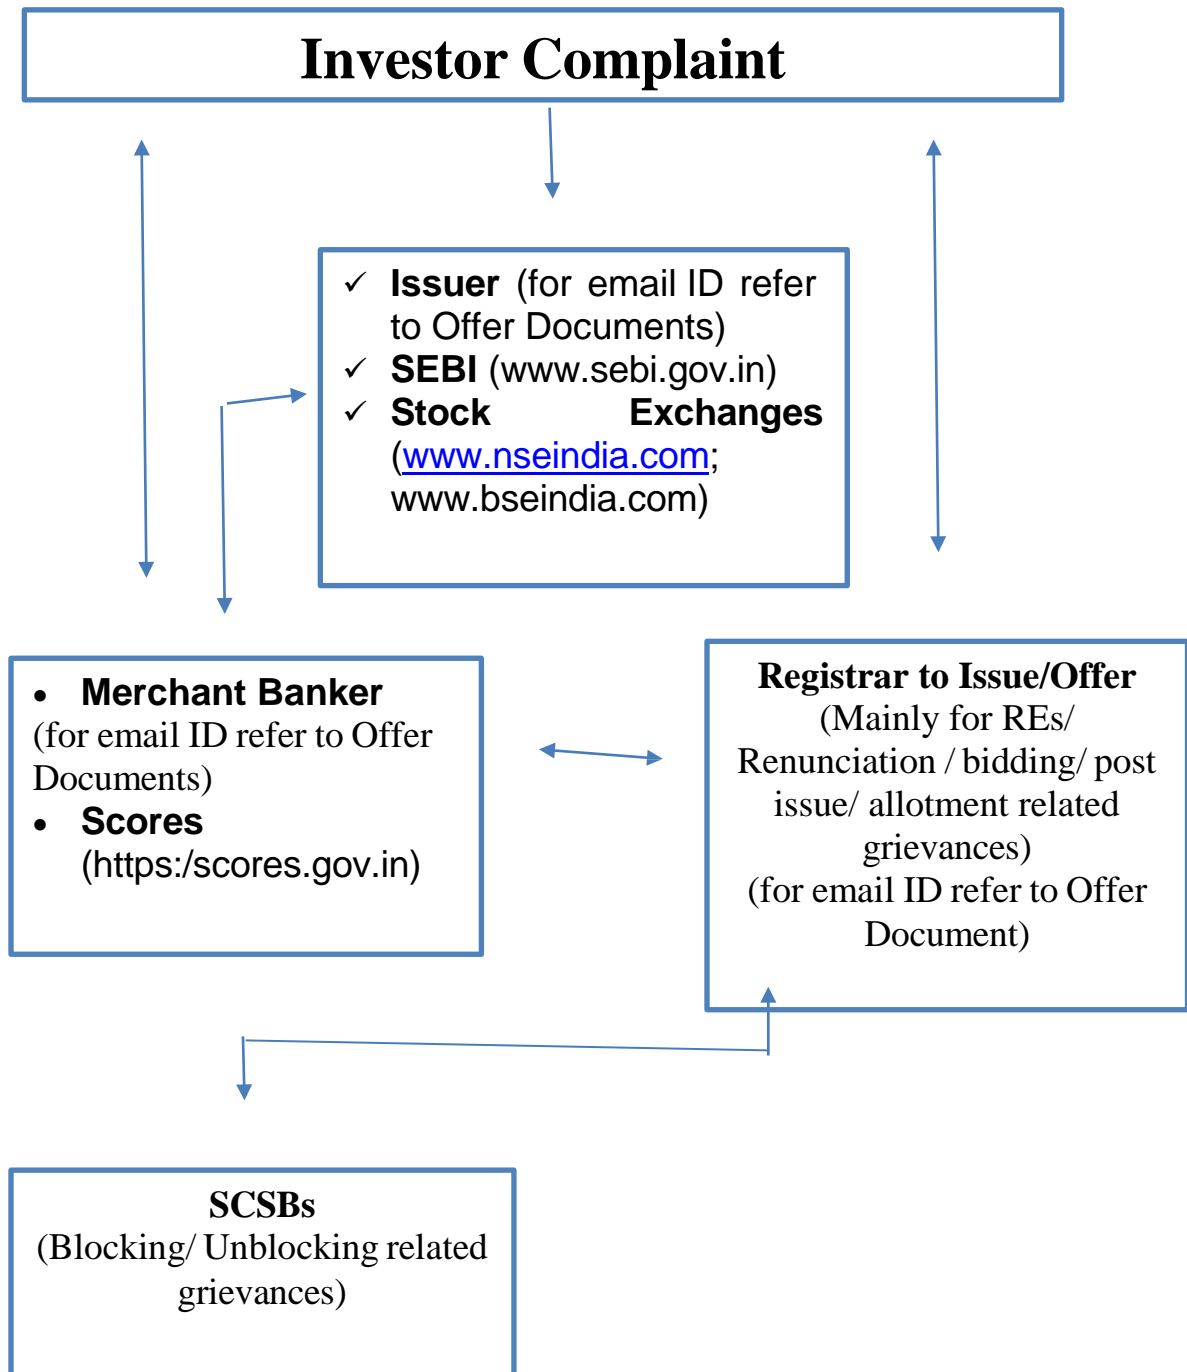 Investor Complaint
✓ Issuer (for email ID refer
to Offer Documents)
✓ SEBI (www.sebi.gov.in)
✓ Stock Exchanges
(www.nseindia.com;
www.bseindia.com)
• Merchant Banker
(for email ID refer to Offer
Documents)
• Scores
(https:/scores.gov.in)
Registrar to Issue/Offer
(Mainly for REs/
Renunciation / bidding/ post
issue/ allotment related
grievances)
(for email ID refer to Offer
Document)
SCSBs
(Blocking/ Unblocking related
grievances)